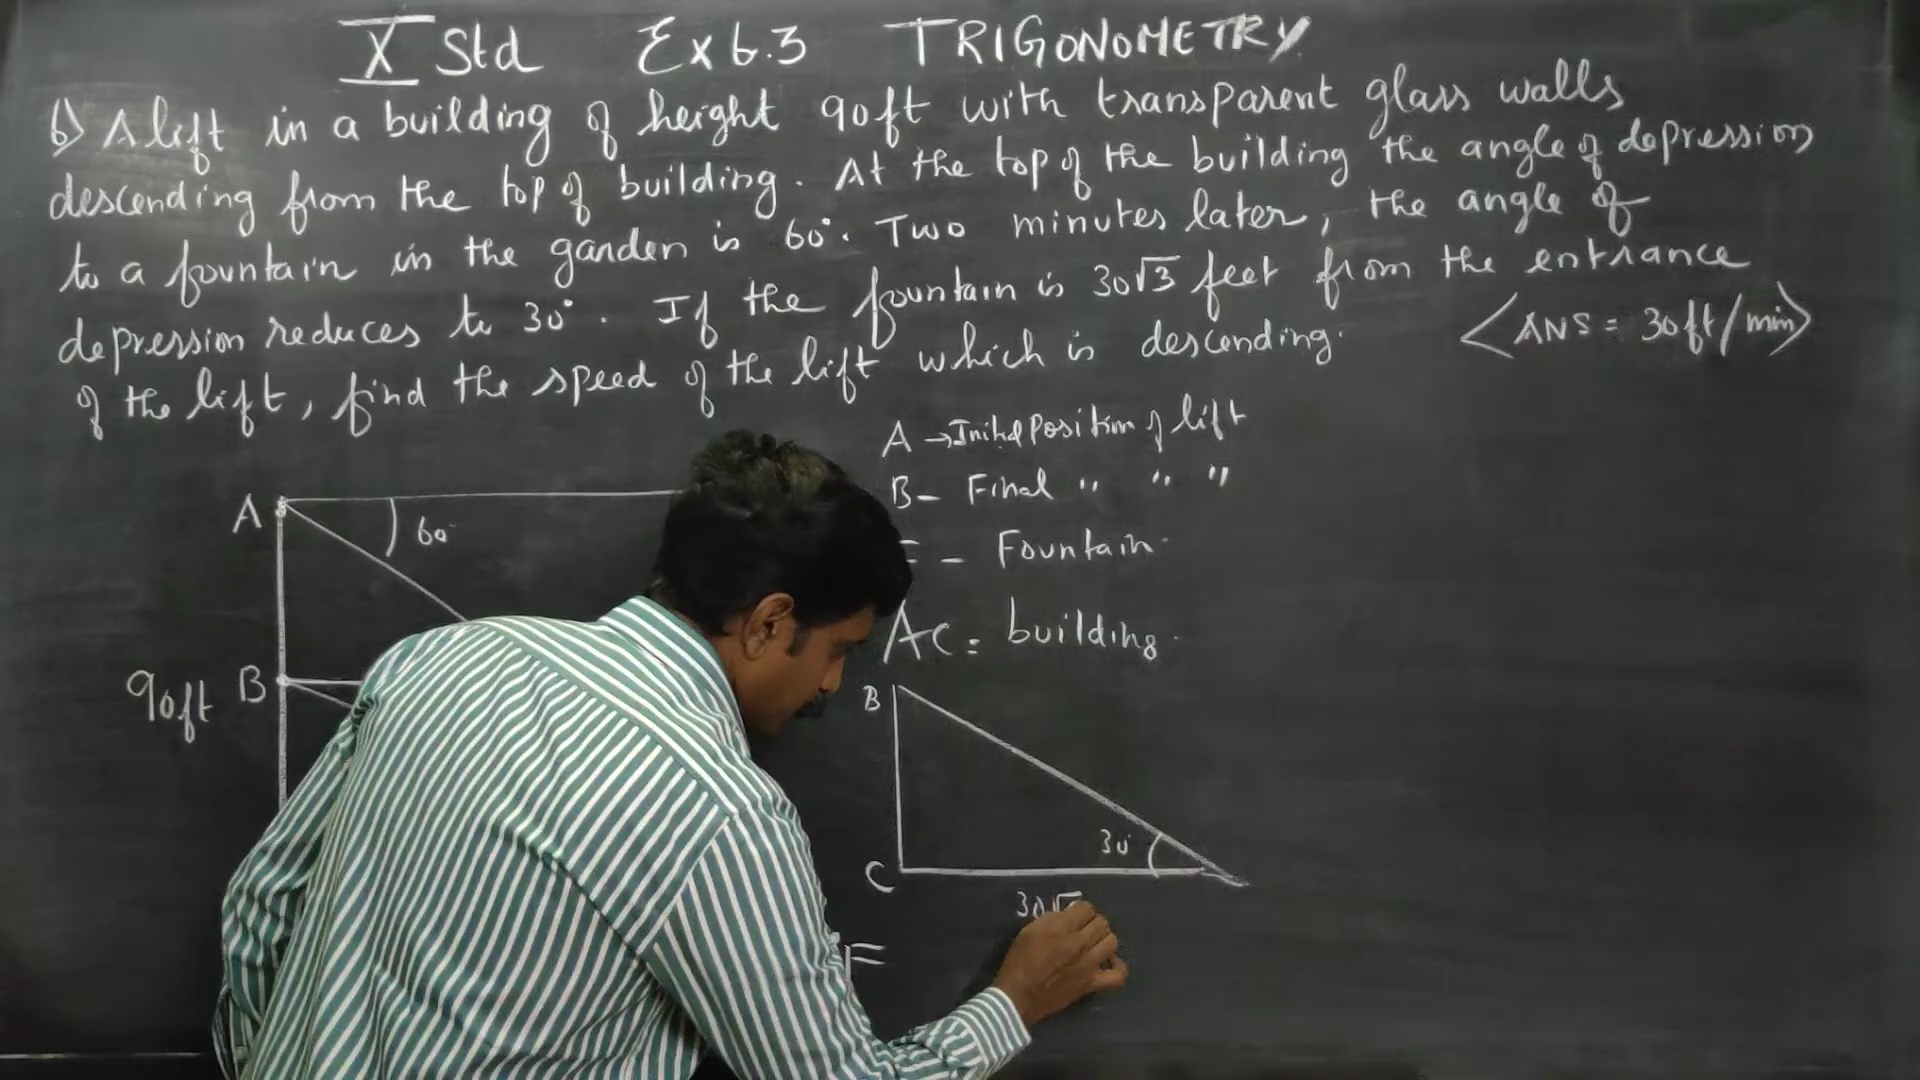 X Std Ex 6.3 TRIGONOMETRY
6) A lift in a building of height 90ft with transparent glass walls
descending from the top of building. At the top of the building the angle of depression
to a fountain in the garden is 60°. Two minutes later, the angle of
depression reduces to 30°. If the fountain is 30√3 feet from the entrance
of the lift, find the speed of the lift which is descending.
<ANS = 30ft/min>
A → Initial Position of lift
B - Final " " "
- Fountain.
AC = building.
A
60°
90ft B
B
30°
C
30√
F